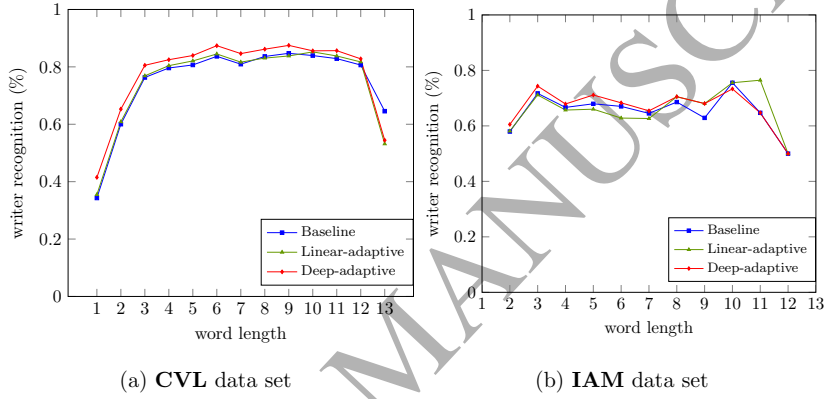 1
0.8
0.6
0.4
0.2
0
writer recognition (%)
1 2 3 4 5 6 7 8 9 10 11 12 13
word length
Baseline
Linear-adaptive
Deep-adaptive
(a) CVL data set
1
0.8
0.6
0.4
0.2
0
writer recognition (%)
1 2 3 4 5 6 7 8 9 10 11 12 13
word length
Baseline
Linear-adaptive
Deep-adaptive
(b) IAM data set
MANUSC